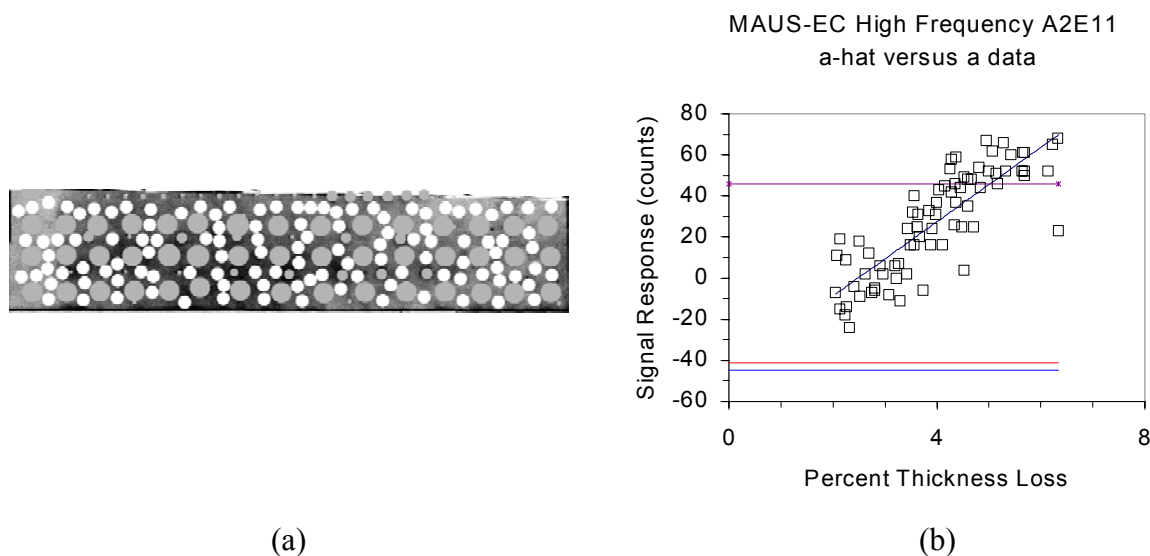 MAUS-EC High Frequency A2E11
a-hat versus a data
Signal Response (counts)
80
60
40
20
0
-20
-40
-60
0
4
8
Percent Thickness Loss
(a)
(b)